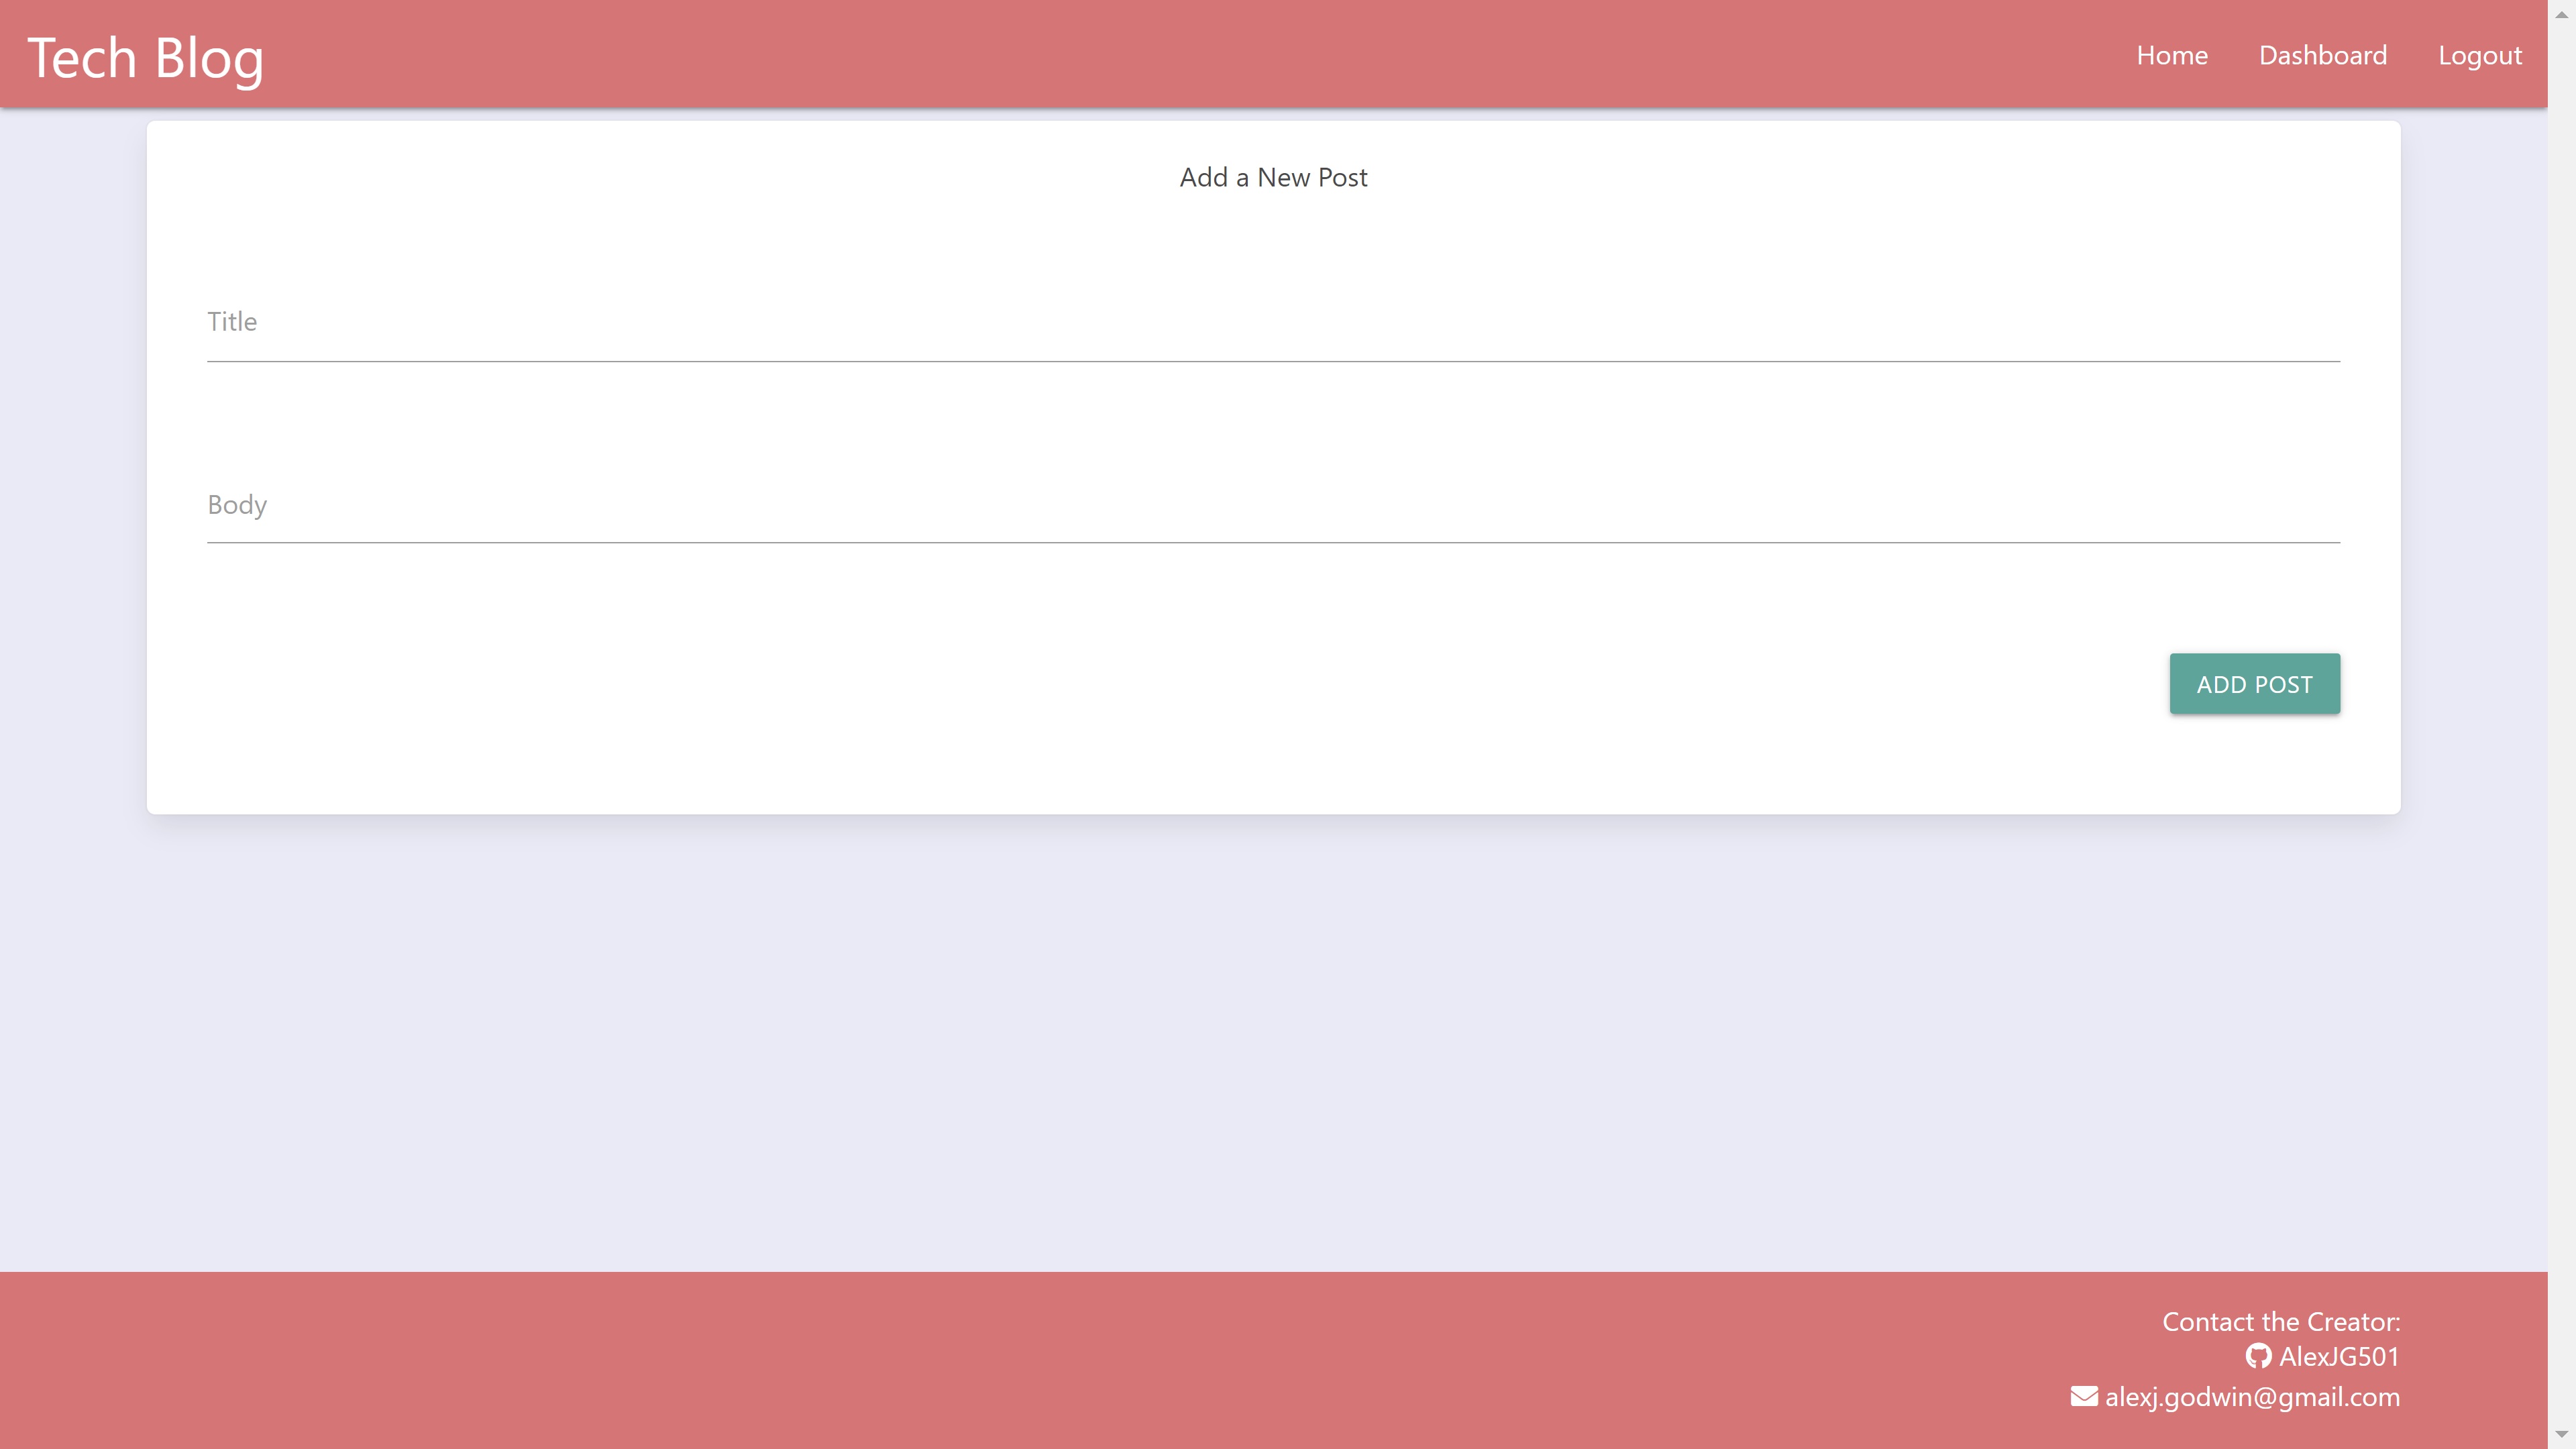 Tech Blog
Home Dashboard Logout
Add a New Post
Title
Body
ADD POST
Contact the Creator:
AlexJG501
alexj.godwin@gmail.com